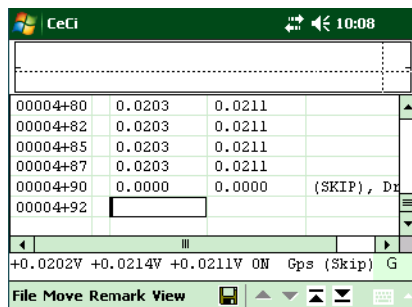 CeCi 10:08
00004+80 0.0203 0.0211
00004+82 0.0203 0.0211
00004+85 0.0203 0.0211
00004+87 0.0203 0.0211
00004+90 0.0000 0.0000 (SKIP), Dr
00004+92
+0.0202V +0.0214V +0.0211V ON Gps (Skip) G
File Move Remark View